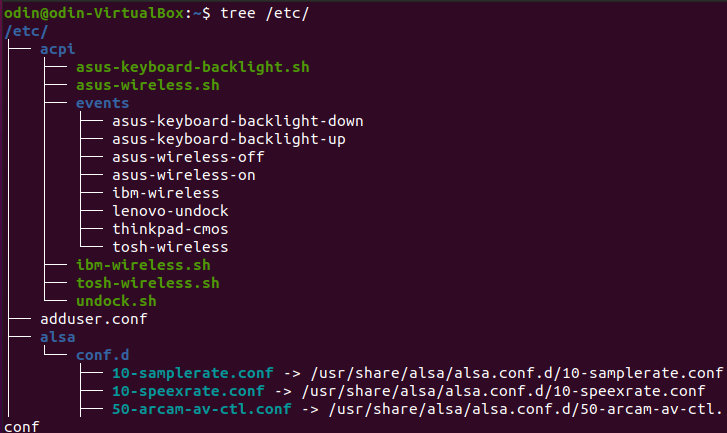 odin@odin-VirtualBox:~$ tree /etc/
/etc/
├── acpi
│   ├── asus-keyboard-backlight.sh
│   ├── asus-wireless.sh
│   ├── events
│   │   ├── asus-keyboard-backlight-down
│   │   ├── asus-keyboard-backlight-up
│   │   ├── asus-wireless-off
│   │   ├── asus-wireless-on
│   │   ├── ibm-wireless
│   │   ├── lenovo-undock
│   │   ├── thinkpad-cmos
│   │   └── tosh-wireless
│   ├── ibm-wireless.sh
│   ├── tosh-wireless.sh
│   └── undock.sh
├── adduser.conf
├── alsa
│   └── conf.d
│       ├── 10-samplerate.conf -> /usr/share/alsa/alsa.conf.d/10-samplerate.conf
│       ├── 10-speexrate.conf -> /usr/share/alsa/alsa.conf.d/10-speexrate.conf
│       ├── 50-arcam-av-ctl.conf -> /usr/share/alsa/alsa.conf.d/50-arcam-av-ctl.
conf